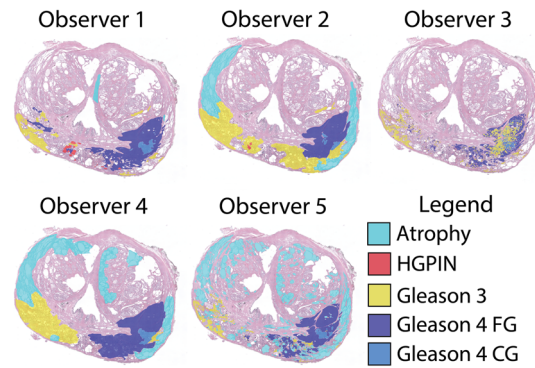 Observer 1
Observer 2
Observer 3
Observer 4
Observer 5
Legend
Atrophy
HGPIN
Gleason 3
Gleason 4 FG
Gleason 4 CG